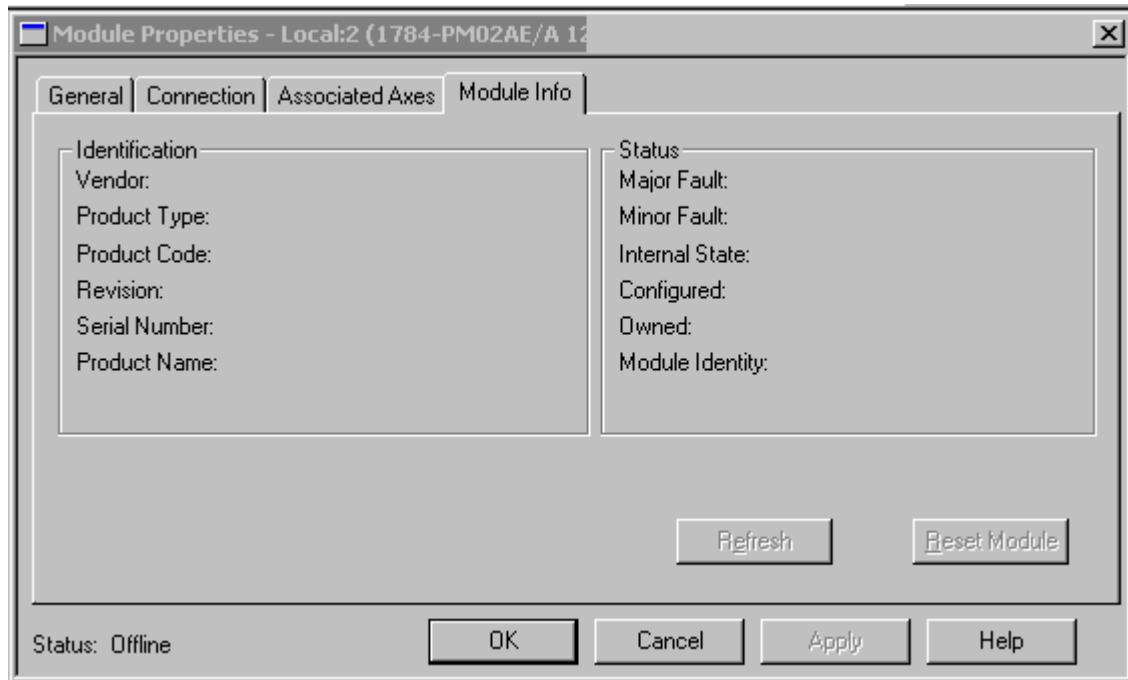 Module Properties - Local:2 (1784-PM02AE/A 12
General Connection Associated Axes Module Info
Identification
Vendor:
Product Type:
Product Code:
Revision:
Serial Number:
Product Name:
Status
Major Fault:
Minor Fault:
Internal State:
Configured:
Owned:
Module Identity:
Refresh Reset Module
Status: Offline OK Cancel Apply Help